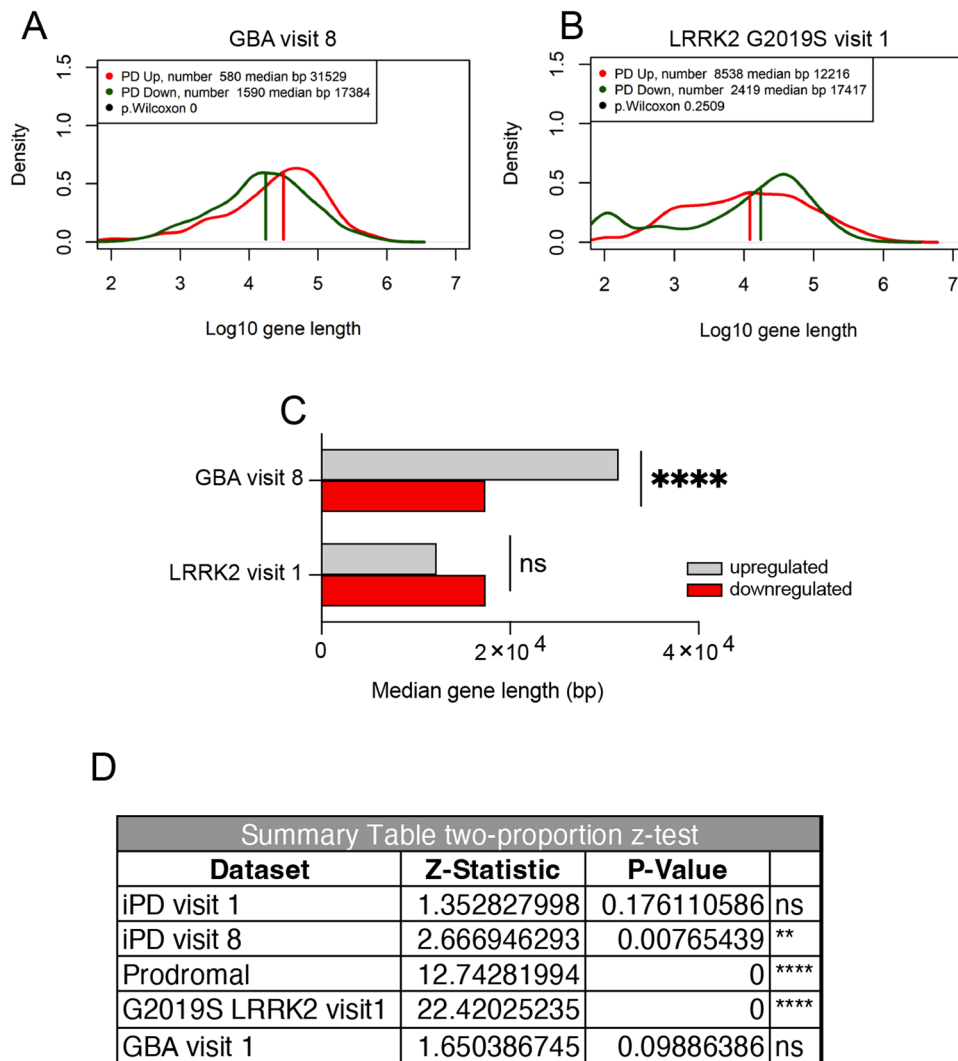 A
GBA visit 8
PD Up, number 580 median bp 31529
PD Down, number 1590 median bp 17384
p.Wilcoxon 0
Density
1.5
1.0
0.5
0.0
2 3 4 5 6 7
Log10 gene length
B
LRRK2 G2019S visit 1
PD Up, number 8538 median bp 12216
PD Down, number 2419 median bp 17417
p.Wilcoxon 0.2509
Density
1.5
1.0
0.5
0.0
2 3 4 5 6 7
Log10 gene length
C
GBA visit 8
****
LRRK2 visit 1
ns
upregulated
downregulated
0 2×10⁴ 4×10⁴
Median gene length (bp)
D
Summary Table two-proportion z-test
Dataset Z-Statistic P-Value
iPD visit 1 1.352827998 0.176110586 ns
iPD visit 8 2.666946293 0.00765439 **
Prodromal 12.74281994 0 ****
G2019S LRRK2 visit1 22.42025235 0 ****
GBA visit 1 1.650386745 0.09886386 ns